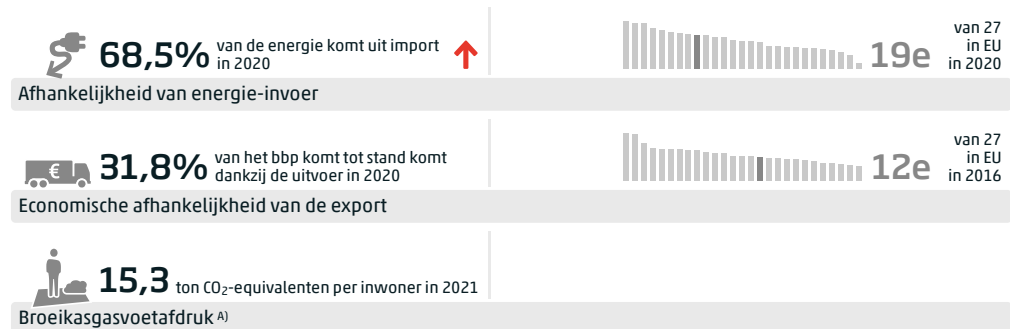 68,5% van de energie komt uit import
in 2020
19e
van 27
in EU
in 2020
Afhankelijkheid van energie-invoer
€
31,8% van het bbp komt tot stand komt
dankzij de uitvoer in 2020
12e
van 27
in EU
in 2016
Economische afhankelijkheid van de export
15,3 ton CO₂-equivalenten per inwoner in 2021
Broeikasgasvoetafdruk A)